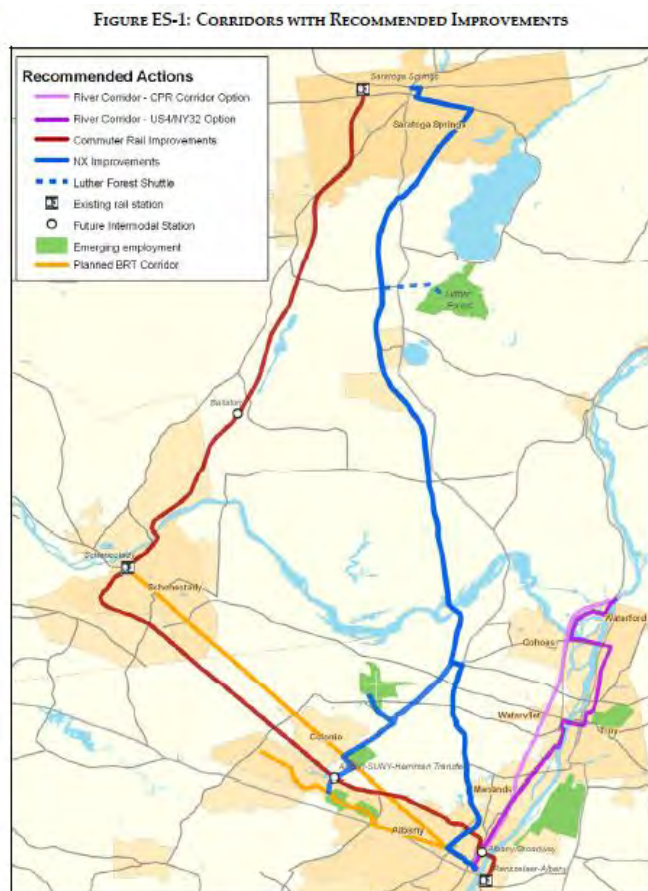 FIGURE ES-1: CORRIDORS WITH RECOMMENDED IMPROVEMENTS
Recommended Actions
River Corridor - CPR Corridor Option
River Corridor - US4/NY32 Option
Commuter Rail Improvements
NX Improvements
Luther Forest Shuttle
Existing rail station
Future Intermodal Station
Emerging employment
Planned BRT Corridor
Saratoga Springs
Saratoga Springs
Luther
Forest
Ballston
Schenectady
Schenectady
Waterford
Cohoes
Watervliet
Troy
Colonie
Menands
Albany
Albany/Broadway
Rensselaer-Albany